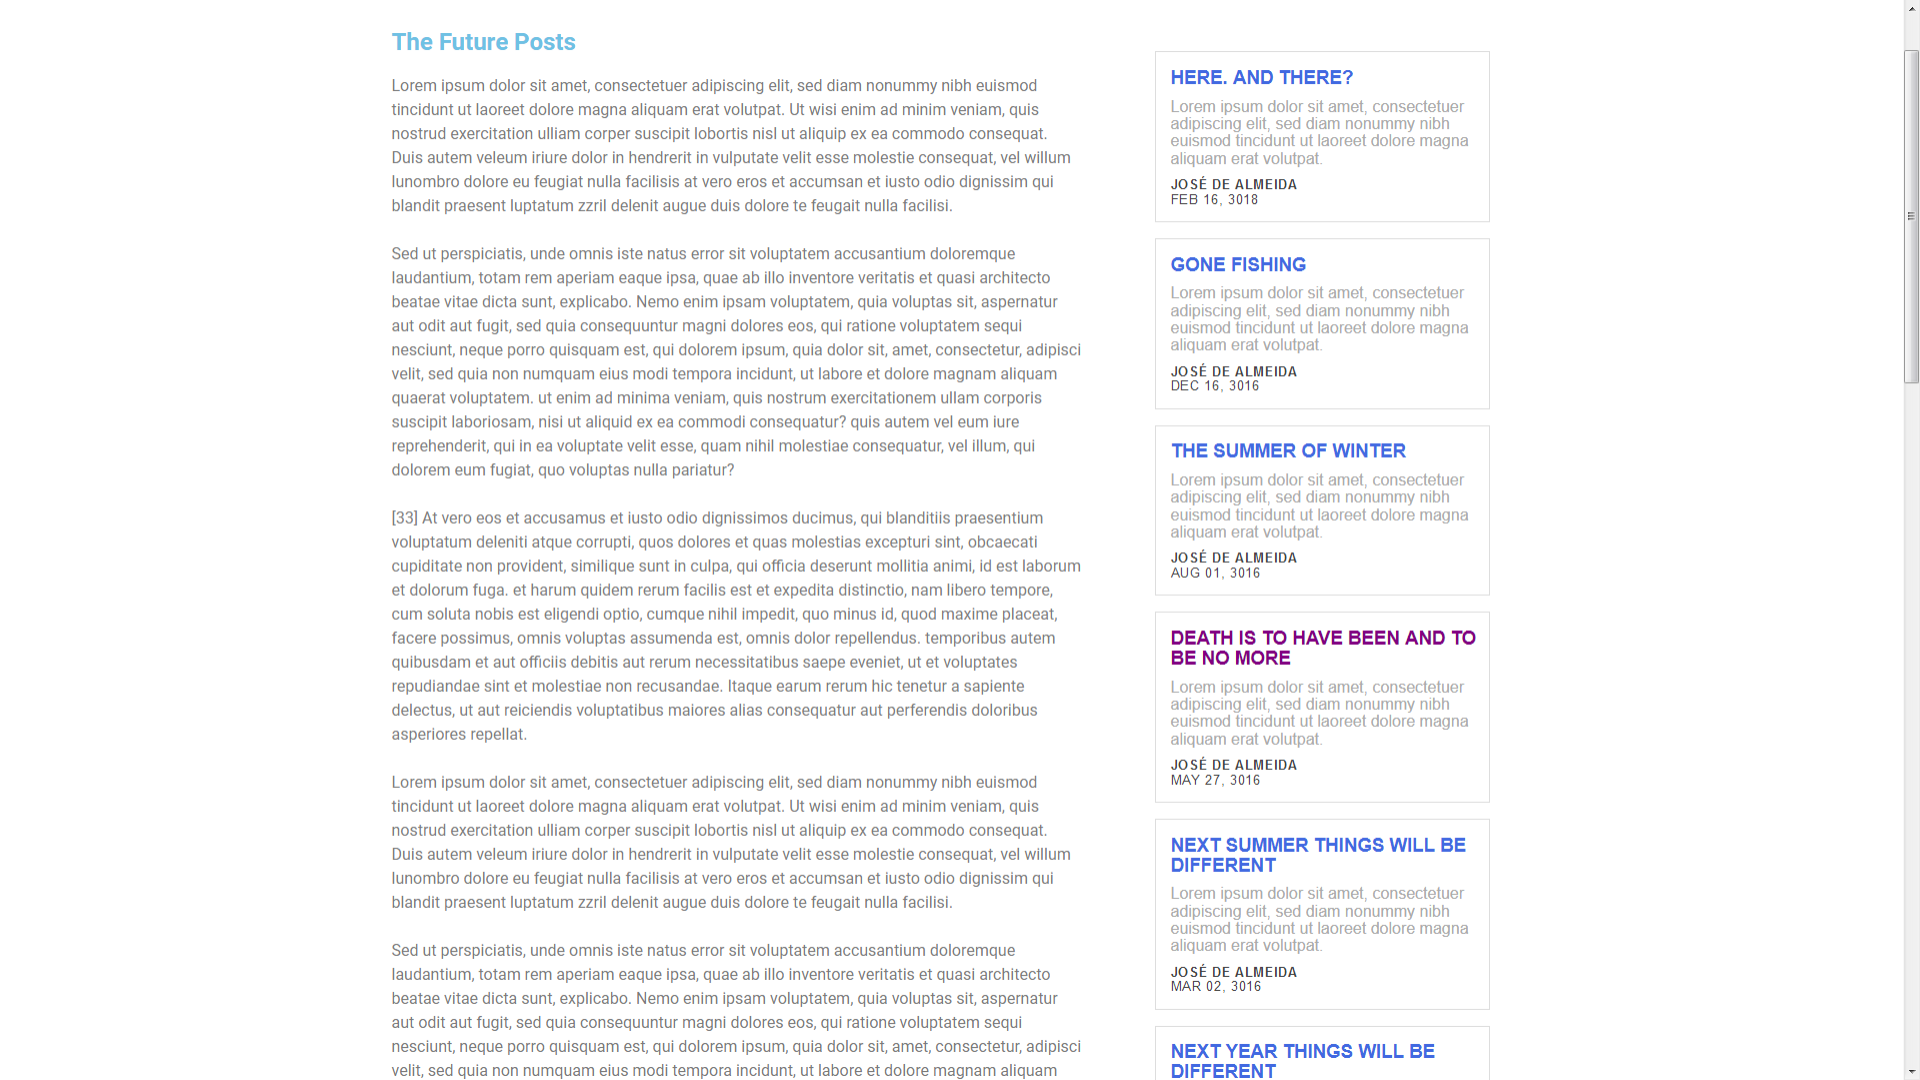 The Future Posts
Lorem ipsum dolor sit amet, consectetuer adipiscing elit, sed diam nonummy nibh euismod
tincidunt ut laoreet dolore magna aliquam erat volutpat. Ut wisi enim ad minim veniam, quis
nostrud exercitation ulliam corper suscipit lobortis nisl ut aliquip ex ea commodo consequat.
Duis autem veleum iriure dolor in hendrerit in vulputate velit esse molestie consequat, vel willum
lunombro dolore eu feugiat nulla facilisis at vero eros et accumsan et iusto odio dignissim qui
blandit praesent luptatum zzril delenit augue duis dolore te feugait nulla facilisi.
Sed ut perspiciatis, unde omnis iste natus error sit voluptatem accusantium doloremque
laudantium, totam rem aperiam eaque ipsa, quae ab illo inventore veritatis et quasi architecto
beatae vitae dicta sunt, explicabo. Nemo enim ipsam voluptatem, quia voluptas sit, aspernatur
aut odit aut fugit, sed quia consequuntur magni dolores eos, qui ratione voluptatem sequi
nesciunt, neque porro quisquam est, qui dolorem ipsum, quia dolor sit, amet, consectetur, adipisci
velit, sed quia non numquam eius modi tempora incidunt, ut labore et dolore magnam aliquam
quaerat voluptatem. ut enim ad minima veniam, quis nostrum exercitationem ullam corporis
suscipit laboriosam, nisi ut aliquid ex ea commodi consequatur? quis autem vel eum iure
reprehenderit, qui in ea voluptate velit esse, quam nihil molestiae consequatur, vel illum, qui
dolorem eum fugiat, quo voluptas nulla pariatur?
[33] At vero eos et accusamus et iusto odio dignissimos ducimus, qui blanditiis praesentium
voluptatum deleniti atque corrupti, quos dolores et quas molestias excepturi sint, obcaecati
cupiditate non provident, similique sunt in culpa, qui officia deserunt mollitia animi, id est laborum
et dolorum fuga. et harum quidem rerum facilis est et expedita distinctio, nam libero tempore,
cum soluta nobis est eligendi optio, cumque nihil impedit, quo minus id, quod maxime placeat,
facere possimus, omnis voluptas assumenda est, omnis dolor repellendus. temporibus autem
quibusdam et aut officiis debitis aut rerum necessitatibus saepe eveniet, ut et voluptates
repudiandae sint et molestiae non recusandae. Itaque earum rerum hic tenetur a sapiente
delectus, ut aut reiciendis voluptatibus maiores alias consequatur aut perferendis doloribus
asperiores repellat.
Lorem ipsum dolor sit amet, consectetuer adipiscing elit, sed diam nonummy nibh euismod
tincidunt ut laoreet dolore magna aliquam erat volutpat. Ut wisi enim ad minim veniam, quis
nostrud exercitation ulliam corper suscipit lobortis nisl ut aliquip ex ea commodo consequat.
Duis autem veleum iriure dolor in hendrerit in vulputate velit esse molestie consequat, vel willum
lunombro dolore eu feugiat nulla facilisis at vero eros et accumsan et iusto odio dignissim qui
blandit praesent luptatum zzril delenit augue duis dolore te feugait nulla facilisi.
Sed ut perspiciatis, unde omnis iste natus error sit voluptatem accusantium doloremque
laudantium, totam rem aperiam eaque ipsa, quae ab illo inventore veritatis et quasi architecto
beatae vitae dicta sunt, explicabo. Nemo enim ipsam voluptatem, quia voluptas sit, aspernatur
aut odit aut fugit, sed quia consequuntur magni dolores eos, qui ratione voluptatem sequi
nesciunt, neque porro quisquam est, qui dolorem ipsum, quia dolor sit, amet, consectetur, adipisci
velit, sed quia non numquam eius modi tempora incidunt, ut labore et dolore magnam aliquam
HERE. AND THERE?
Lorem ipsum dolor sit amet, consectetuer
adipiscing elit, sed diam nonummy nibh
euismod tincidunt ut laoreet dolore magna
aliquam erat volutpat.
JOSÉ DE ALMEIDA
FEB 16, 3018
GONE FISHING
Lorem ipsum dolor sit amet, consectetuer
adipiscing elit, sed diam nonummy nibh
euismod tincidunt ut laoreet dolore magna
aliquam erat volutpat.
JOSÉ DE ALMEIDA
DEC 16, 3016
THE SUMMER OF WINTER
Lorem ipsum dolor sit amet, consectetuer
adipiscing elit, sed diam nonummy nibh
euismod tincidunt ut laoreet dolore magna
aliquam erat volutpat.
JOSÉ DE ALMEIDA
AUG 01, 3016
DEATH IS TO HAVE BEEN AND TO
BE NO MORE
Lorem ipsum dolor sit amet, consectetuer
adipiscing elit, sed diam nonummy nibh
euismod tincidunt ut laoreet dolore magna
aliquam erat volutpat.
JOSÉ DE ALMEIDA
MAY 27, 3016
NEXT SUMMER THINGS WILL BE
DIFFERENT
Lorem ipsum dolor sit amet, consectetuer
adipiscing elit, sed diam nonummy nibh
euismod tincidunt ut laoreet dolore magna
aliquam erat volutpat.
JOSÉ DE ALMEIDA
MAR 02, 3016
NEXT YEAR THINGS WILL BE
DIFFERENT